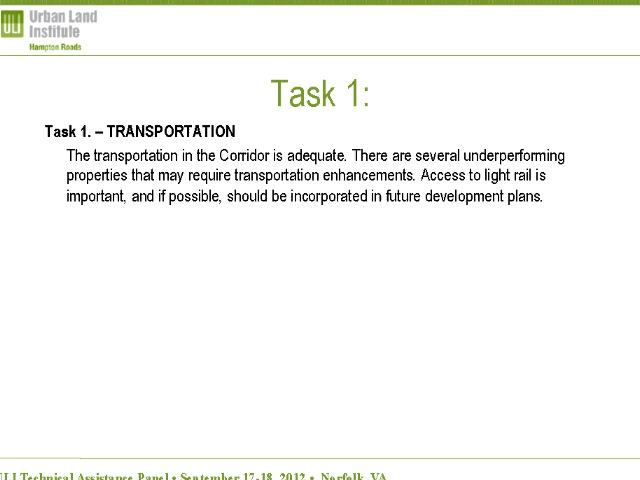 ULI Urban Land
Institute
Hampton Roads
Task 1:
Task 1. – TRANSPORTATION
The transportation in the Corridor is adequate. There are several underperforming
properties that may require transportation enhancements. Access to light rail is
important, and if possible, should be incorporated in future development plans.
ULI Technical Assistance Panel • September 17-18, 2012 • Norfolk, VA